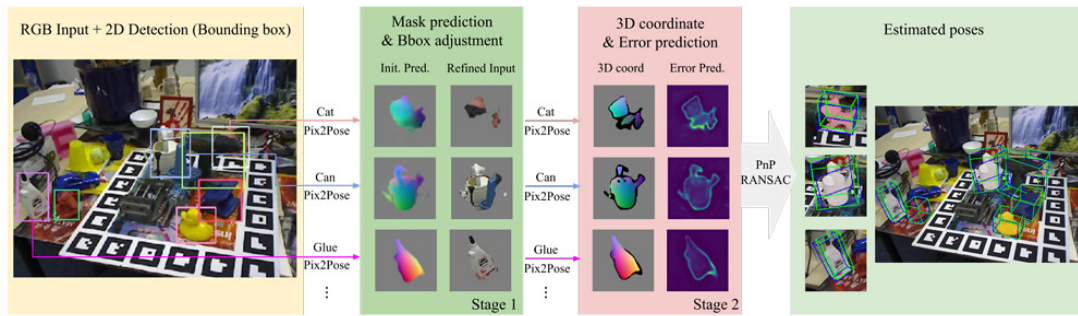 RGB Input + 2D Detection (Bounding box)
Cat
Pix2Pose
Can
Pix2Pose
Glue
Pix2Pose
⋮
Mask prediction
& Bbox adjustment
Init. Pred.
Refined Input
Stage 1
Cat
Pix2Pose
Can
Pix2Pose
Glue
Pix2Pose
⋮
3D coordinate
& Error prediction
3D coord
Error Pred.
Stage 2
PnP
RANSAC
Estimated poses